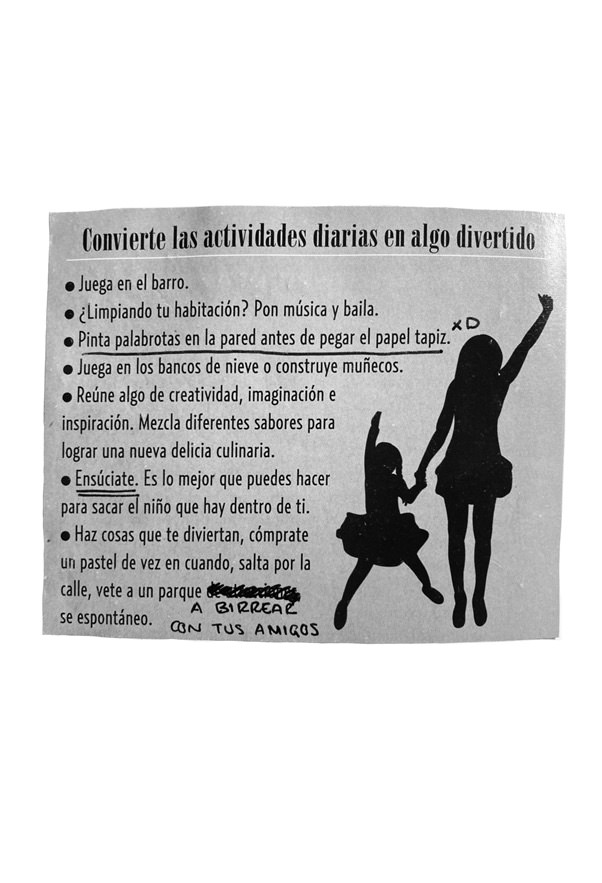 Convierte las actividades diarias en algo divertido
● Juega en el barro.
● ¿Limpiando tu habitación? Pon música y baila.
● Pinta palabrotas en la pared antes de pegar el papel tapiz. XD
● Juega en los bancos de nieve o construye muñecos.
● Reúne algo de creatividad, imaginación e
inspiración. Mezcla diferentes sabores para
lograr una nueva delicia culinaria.
● Ensúciate. Es lo mejor que puedes hacer
para sacar el niño que hay dentro de ti.
● Haz cosas que te diviertan, cómprate
un pastel de vez en cuando, salta por la
calle, vete a un parque
A BIRREAR
se espontáneo.
CON TUS AMIGOS